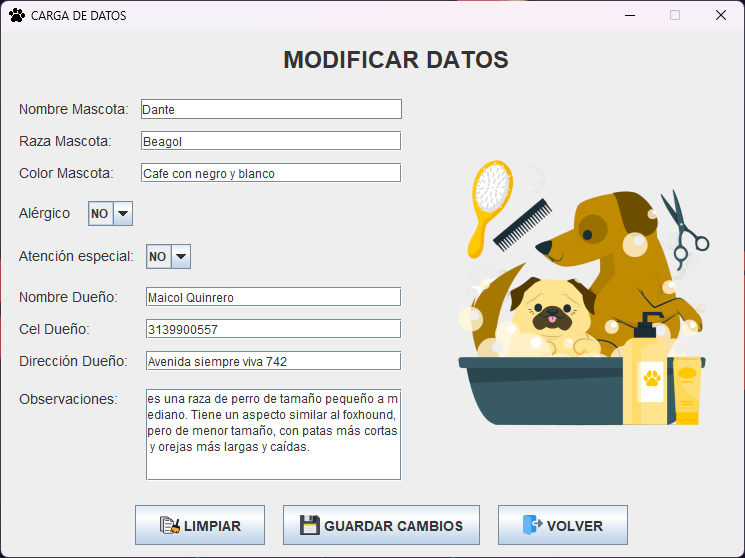 CARGA DE DATOS
MODIFICAR DATOS
Nombre Mascota: Dante
Raza Mascota: Beagol
Color Mascota: Cafe con negro y blanco
Alérgico NO
Atención especial: NO
Nombre Dueño: Maicol Quinrero
Cel Dueño: 3139900557
Dirección Dueño: Avenida siempre viva 742
Observaciones: es una raza de perro de tamaño pequeño a m
ediano. Tiene un aspecto similar al foxhound,
pero de menor tamaño, con patas más cortas
y orejas más largas y caídas.
LIMPIAR GUARDAR CAMBIOS VOLVER